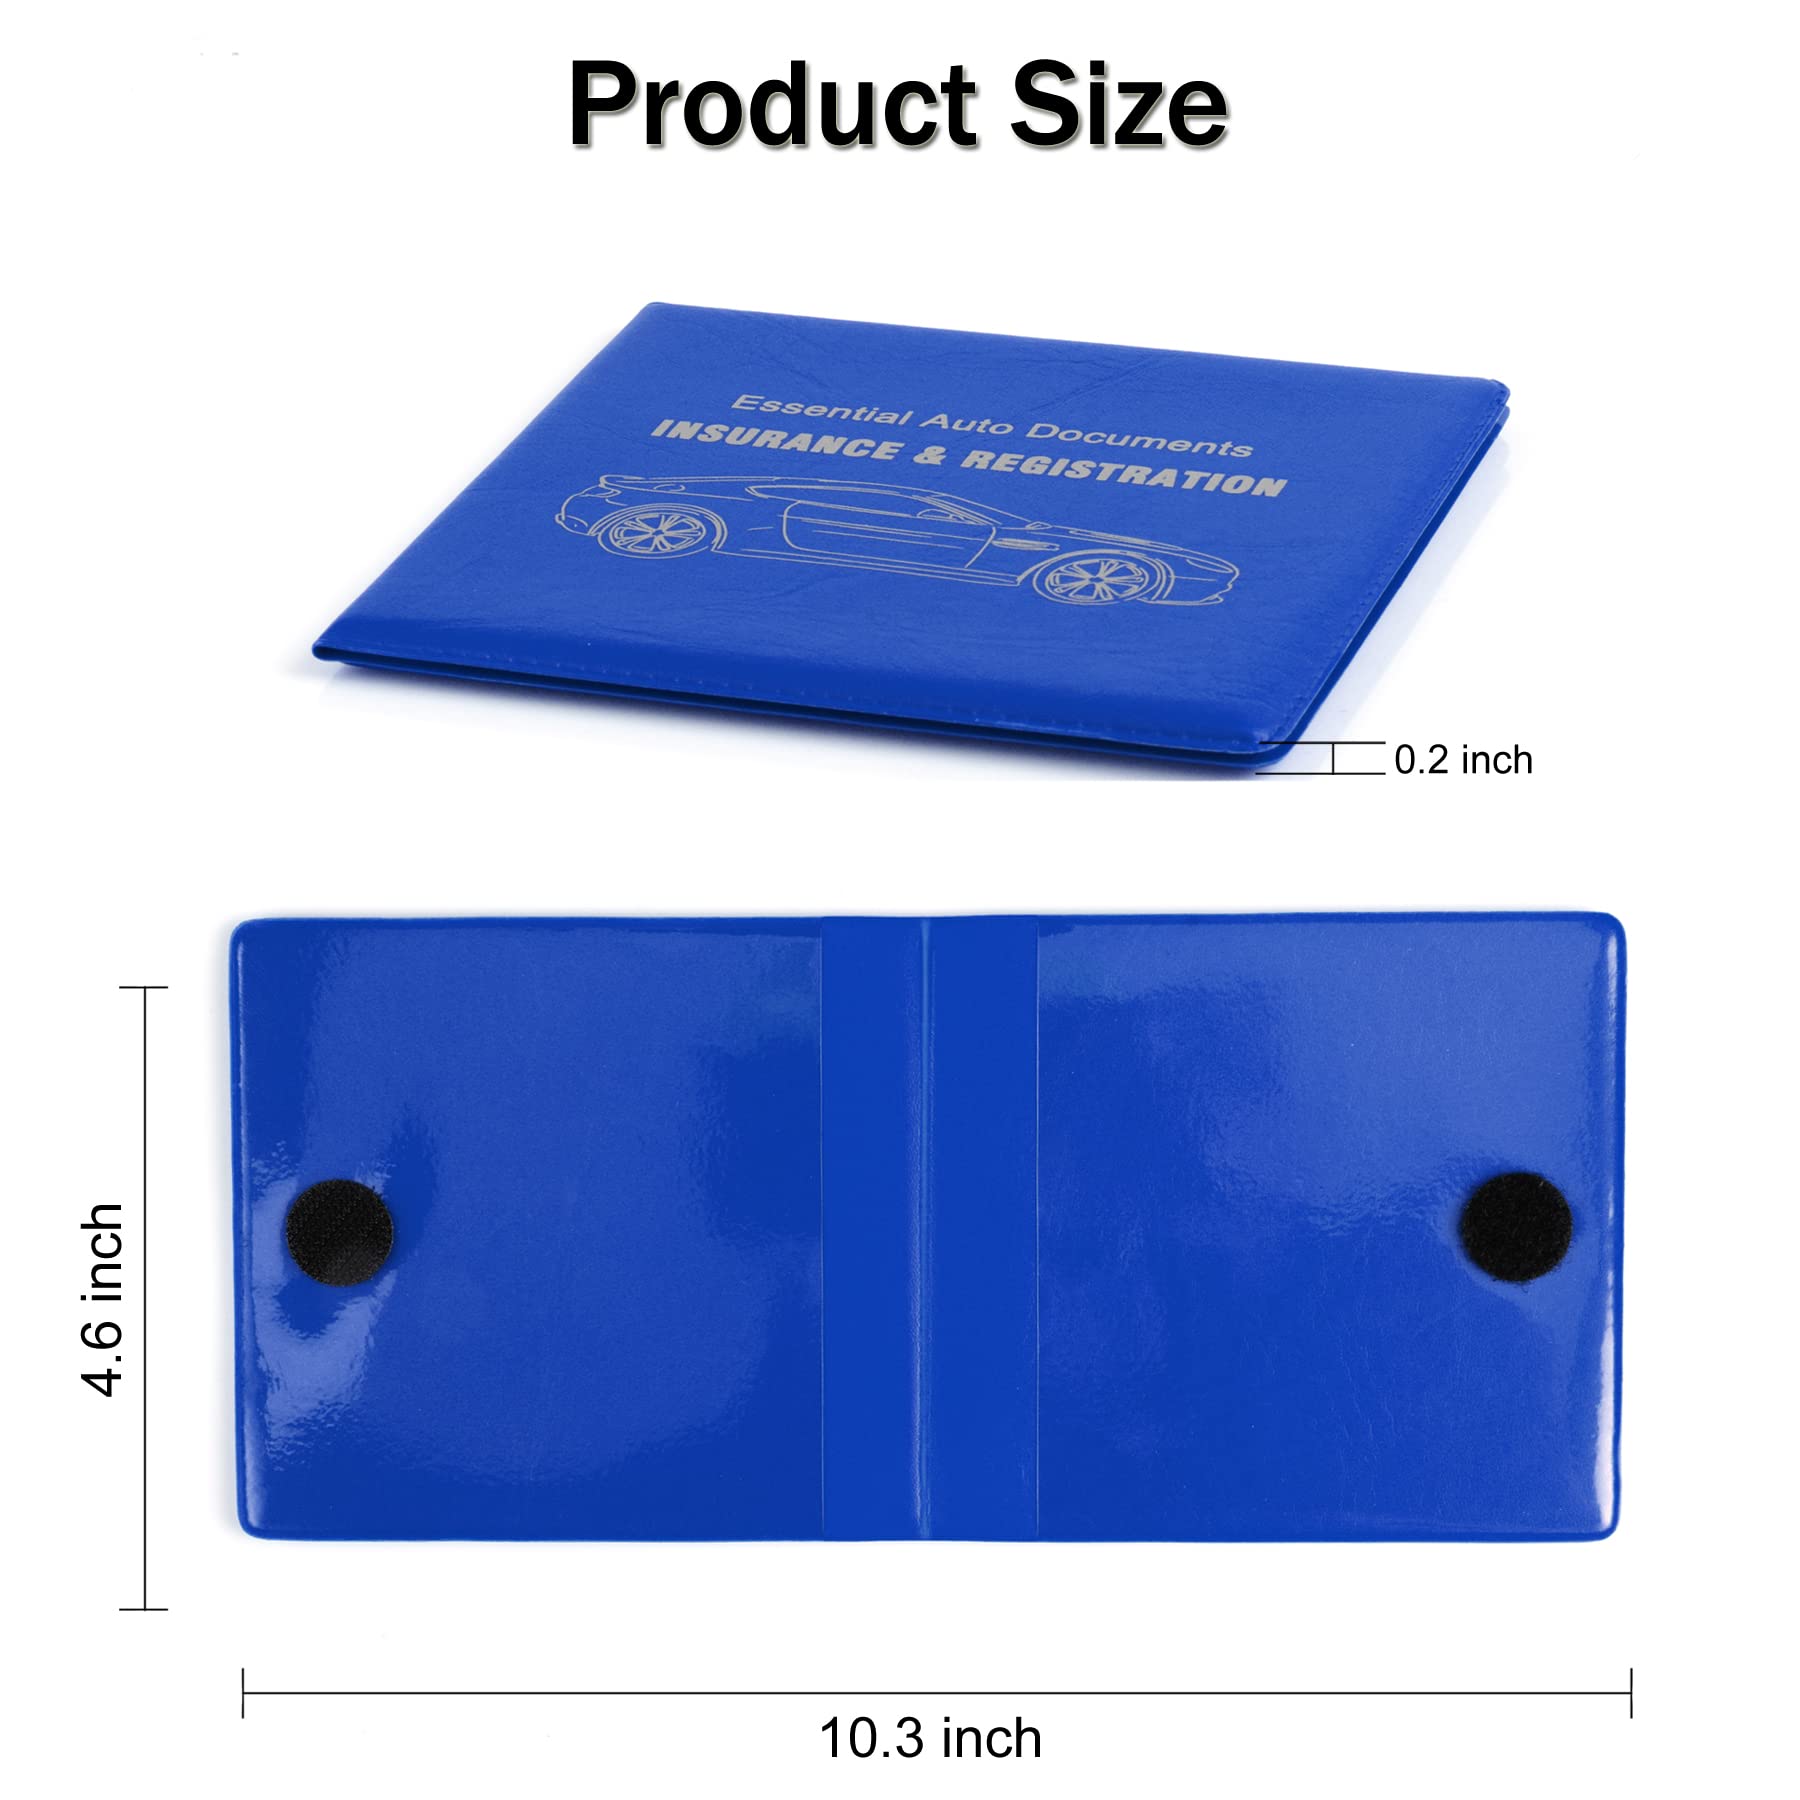 Product Size
Essential Auto Documents
INSURANCE & REGISTRATION
0.2 inch
4.6 inch
10.3 inch